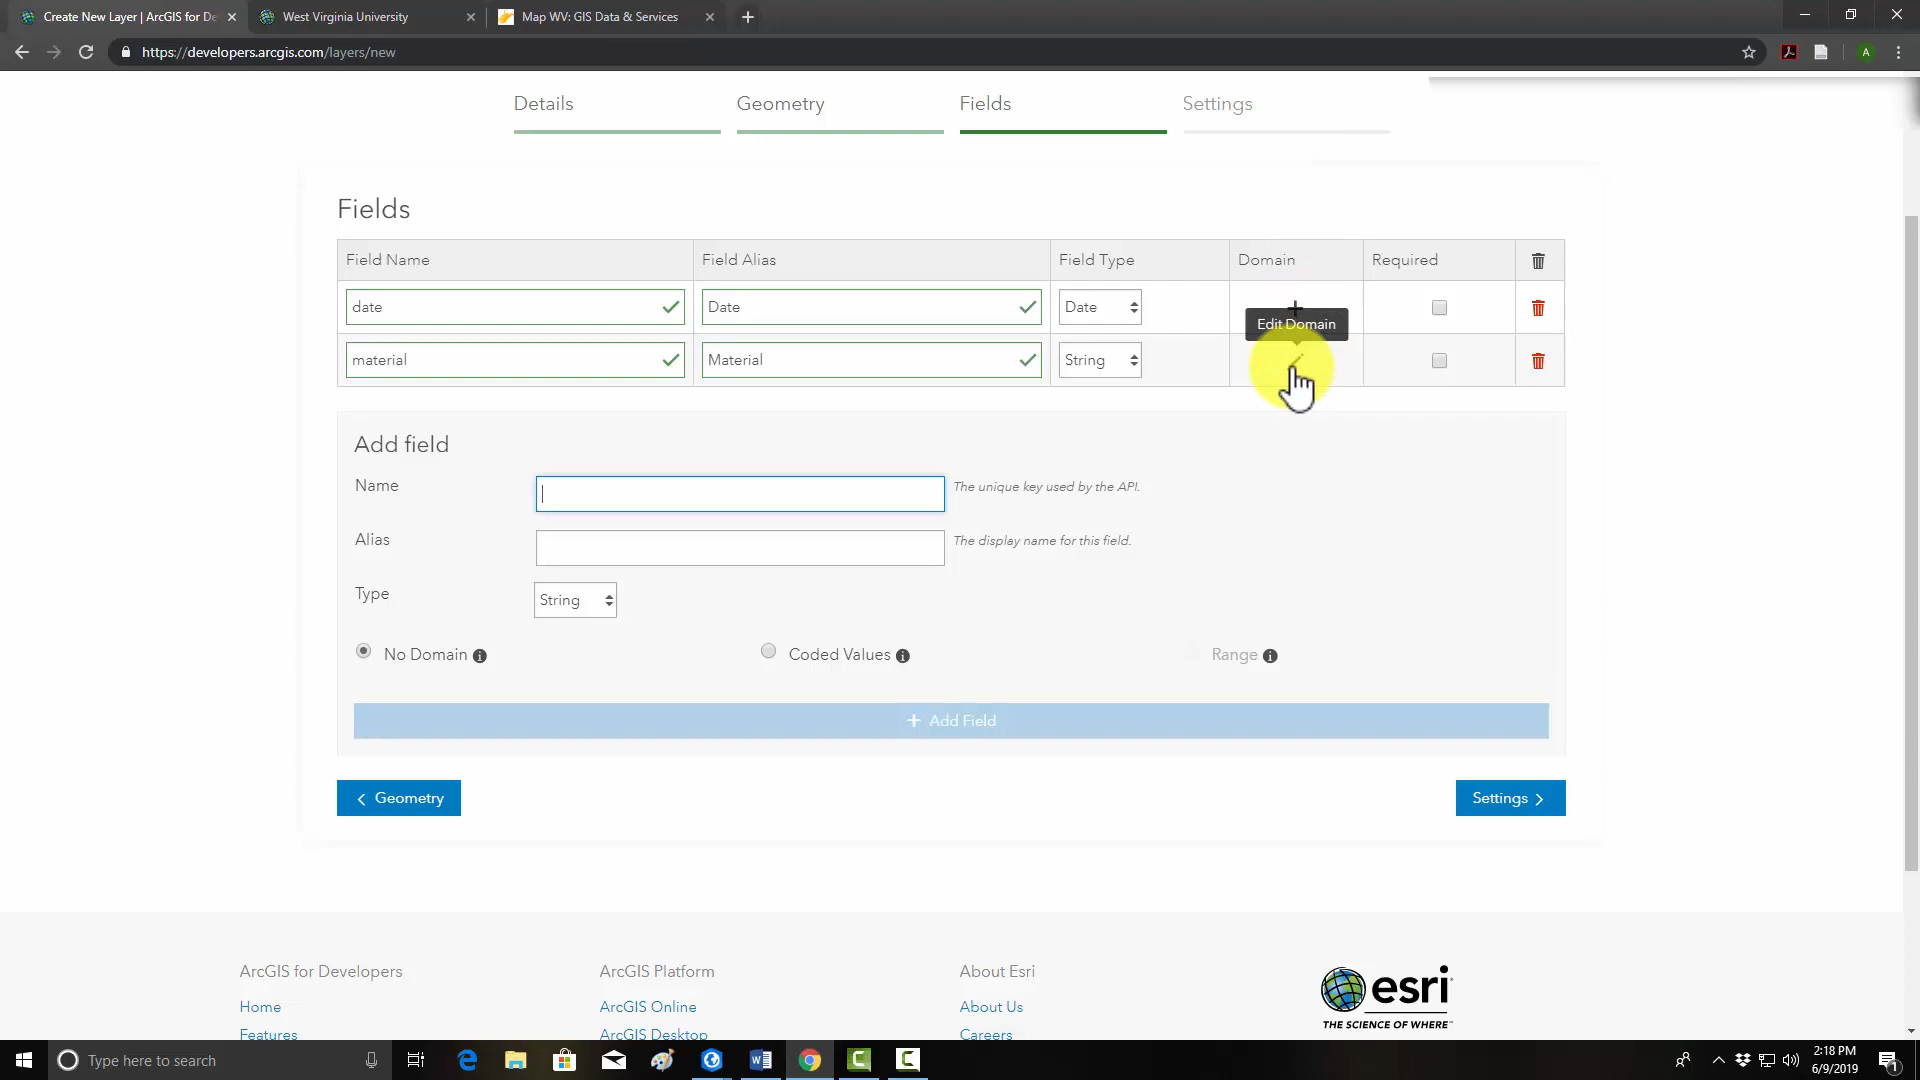 Create New Layer | ArcGIS for De
West Virginia University
Map WV: GIS Data & Services
https://developers.arcgis.com/layers/new
A
Details
Geometry
Fields
Settings
Fields
Field Name
Field Alias
Field Type
Domain
Required
date
Date
Date
Edit Domain
material
Material
String
Add field
Name
The unique key used by the API.
Alias
The display name for this field.
Type
String
No Domain
Coded Values
Range
+ Add Field
< Geometry
Settings >
ArcGIS for Developers
ArcGIS Platform
About Esri
Home
ArcGIS Online
About Us
Features
ArcGIS Desktop
Careers
esri
THE SCIENCE OF WHERE
Type here to search
2:18 PM
6/9/2019
1